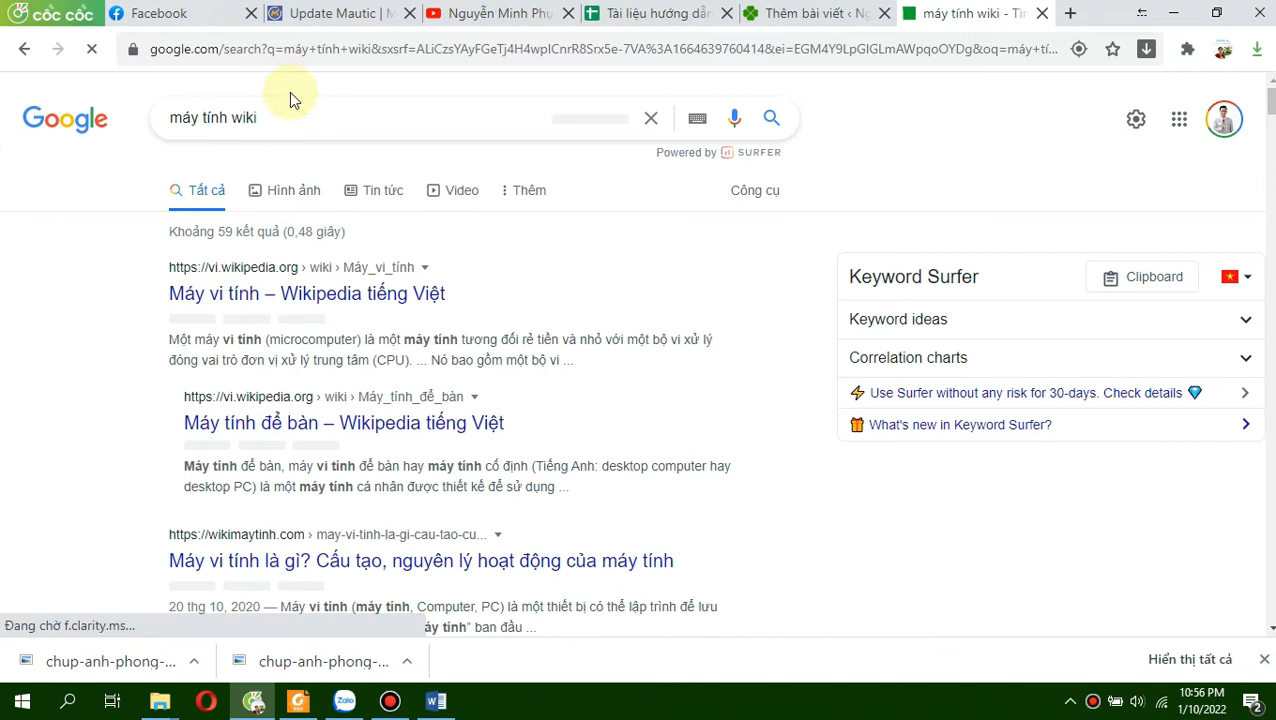 cốc cốc
Facebook
Update Mautic | M
Nguyễn Minh Phụ
Tài liệu hướng dẫn
Thêm bài viết ‹ Ng
máy tính wiki - Tìn
google.com/search?q=máy+tính+wiki&sxsrf=ALiCzsYAyFGeTj4H4wpICnrR8Srx5e-7VA%3A1664639760414&ei=EGM4Y9LpGIGLmAWpqoOYDg&oq=máy+tí...
Google
máy tính wiki
Powered by SURFER
Tất cả
Hình ảnh
Tin tức
Video
Thêm
Công cụ
Khoảng 59 kết quả (0,48 giây)
https://vi.wikipedia.org › wiki › Máy_vi_tính
Máy vi tính – Wikipedia tiếng Việt
Một máy vi tính (microcomputer) là một máy tính tương đối rẻ tiền và nhỏ với một bộ vi xử lý
đóng vai trò đơn vị xử lý trung tâm (CPU). ... Nó bao gồm một bộ vi ...
https://vi.wikipedia.org › wiki › Máy_tính_để_bàn
Máy tính để bàn – Wikipedia tiếng Việt
Máy tính để bàn, máy vi tính để bàn hay máy tính cố định (Tiếng Anh: desktop computer hay
desktop PC) là một máy tính cá nhân được thiết kế để sử dụng ...
https://wikimaytinh.com › may-vi-tinh-la-gi-cau-tao-cu...
Máy vi tính là gì? Cấu tạo, nguyên lý hoạt động của máy tính
20 thg 10, 2020 — Máy vi tính (máy tính, Computer, PC) là một thiết bị có thể lập trình để lưu
áy tính” ban đầu ...
Keyword Surfer
Clipboard
Keyword ideas
Correlation charts
Use Surfer without any risk for 30-days. Check details
What's new in Keyword Surfer?
Đang chờ f.clarity.ms...
chup-anh-phong-...
chup-anh-phong-...
Hiển thị tất cả
Zalo
10:56 PM
1/10/2022
2